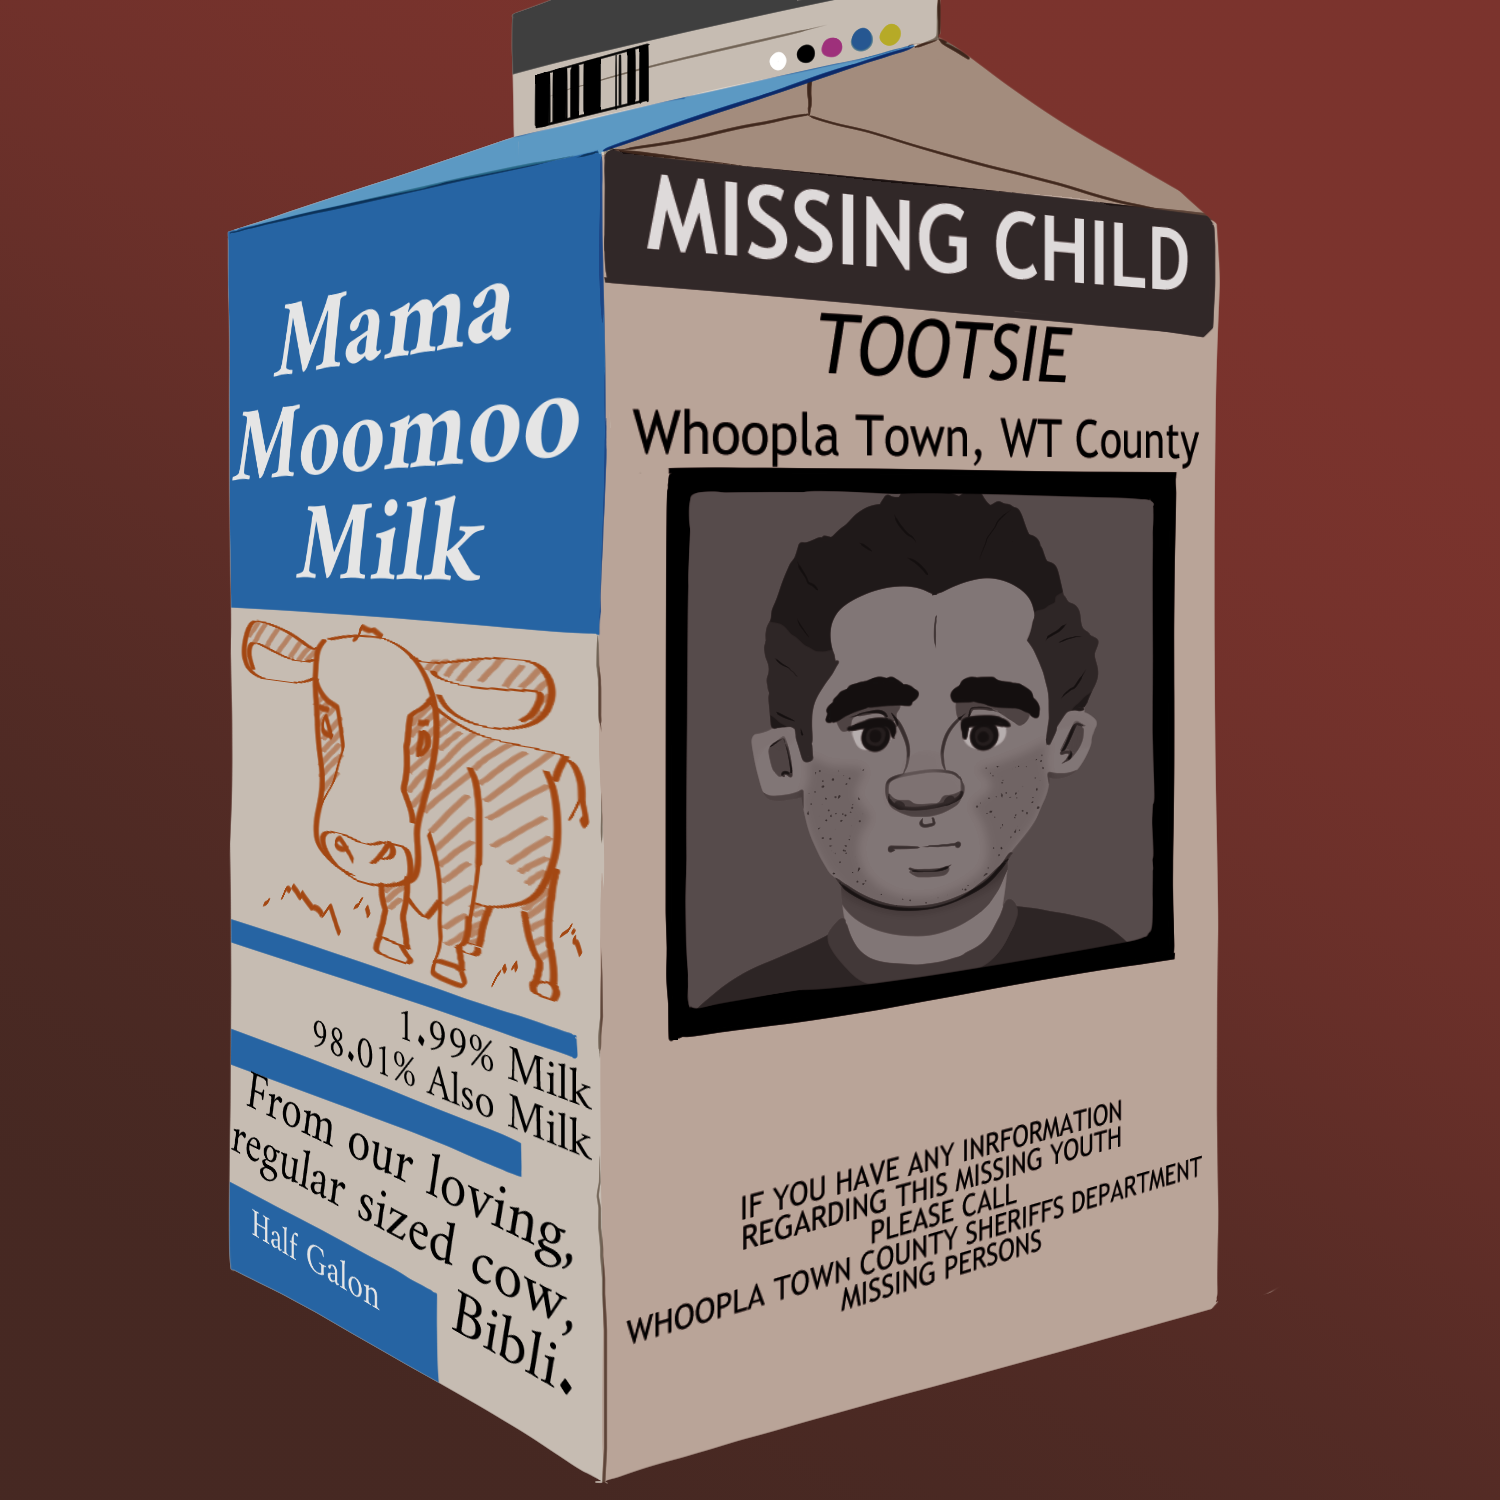 Mama
Moomoo
Milk
1.99% Milk
98.01% Also Milk
From our loving,
regular sized cow,
Bibli.
Half Galon
MISSING CHILD
TOOTSIE
Whoopla Town, WT County
IF YOU HAVE ANY INRFORMATION
REGARDING THIS MISSING YOUTH
PLEASE CALL
WHOOPLA TOWN COUNTY SHERIFFS DEPARTMENT
MISSING PERSONS